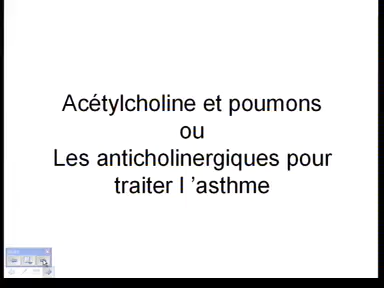 Acétylcholine et poumons
ou
Les anticholinergiques pour
traiter l ’asthme